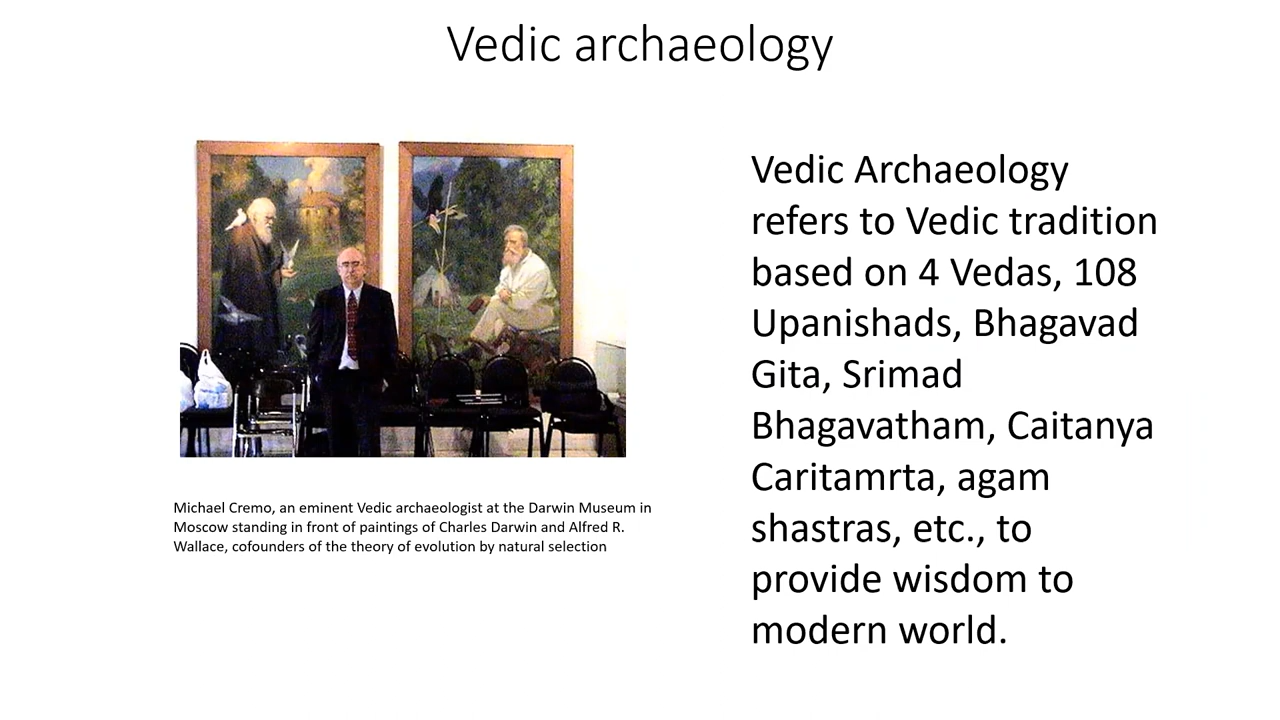 Vedic archaeology
Vedic Archaeology
refers to Vedic tradition
based on 4 Vedas, 108
Upanishads, Bhagavad
Gita, Srimad
Bhagavatham, Caitanya
Caritamrta, agam
shastras, etc., to
provide wisdom to
modern world.
Michael Cremo, an eminent Vedic archaeologist at the Darwin Museum in
Moscow standing in front of paintings of Charles Darwin and Alfred R.
Wallace, cofounders of the theory of evolution by natural selection